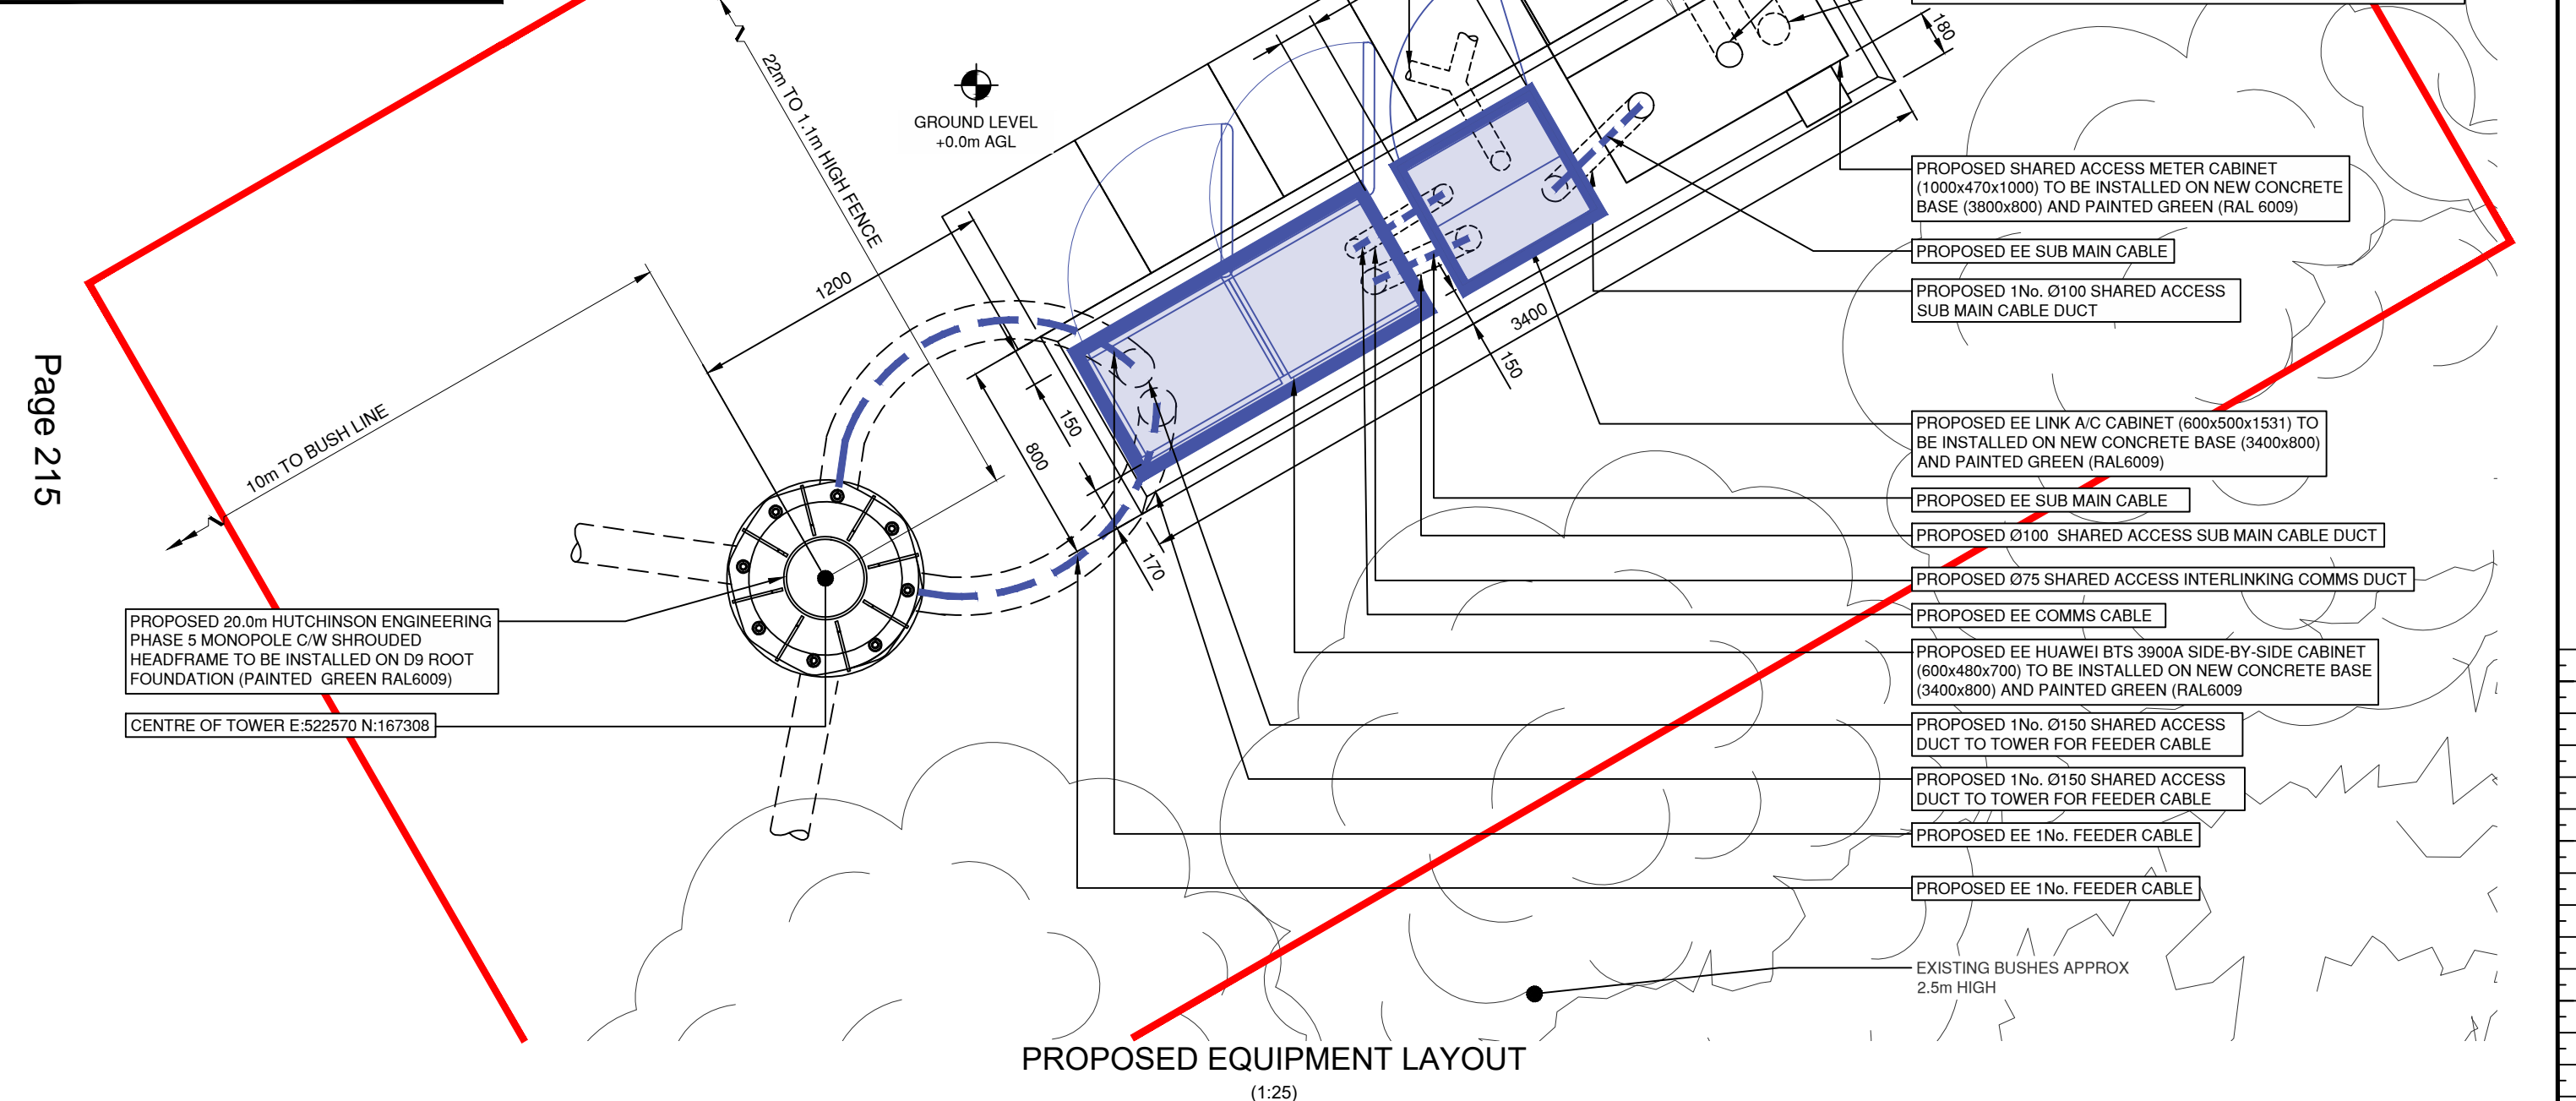 Page 215
22m TO 1.1m HIGH FENCE
GROUND LEVEL
+0.0m AGL
180
1200
10m TO BUSH LINE
150
800
170
3400
150
PROPOSED 20.0m HUTCHINSON ENGINEERING
PHASE 5 MONOPOLE C/W SHROUDED
HEADFRAME TO BE INSTALLED ON D9 ROOT
FOUNDATION (PAINTED GREEN RAL6009)
CENTRE OF TOWER E:522570 N:167308
PROPOSED SHARED ACCESS METER CABINET
(1000x470x1000) TO BE INSTALLED ON NEW CONCRETE
BASE (3800x800) AND PAINTED GREEN (RAL 6009)
PROPOSED EE SUB MAIN CABLE
PROPOSED 1No. Ø100 SHARED ACCESS
SUB MAIN CABLE DUCT
PROPOSED EE LINK A/C CABINET (600x500x1531) TO
BE INSTALLED ON NEW CONCRETE BASE (3400x800)
AND PAINTED GREEN (RAL6009)
PROPOSED EE SUB MAIN CABLE
PROPOSED Ø100 SHARED ACCESS SUB MAIN CABLE DUCT
PROPOSED Ø75 SHARED ACCESS INTERLINKING COMMS DUCT
PROPOSED EE COMMS CABLE
PROPOSED EE HUAWEI BTS 3900A SIDE-BY-SIDE CABINET
(600x480x700) TO BE INSTALLED ON NEW CONCRETE BASE
(3400x800) AND PAINTED GREEN (RAL6009
PROPOSED 1No. Ø150 SHARED ACCESS
DUCT TO TOWER FOR FEEDER CABLE
PROPOSED 1No. Ø150 SHARED ACCESS
DUCT TO TOWER FOR FEEDER CABLE
PROPOSED EE 1No. FEEDER CABLE
PROPOSED EE 1No. FEEDER CABLE
EXISTING BUSHES APPROX
2.5m HIGH
PROPOSED EQUIPMENT LAYOUT
(1:25)